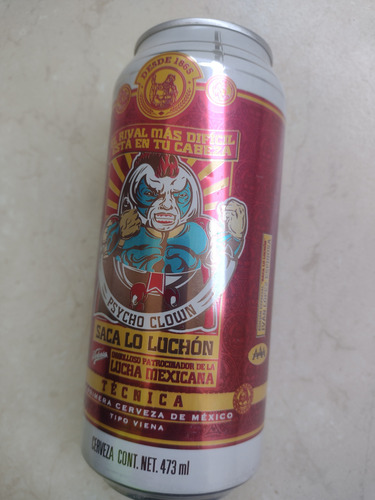 DESDE 1865
RIVAL MÁS DIFÍCIL
ESTÁ EN TU CABEZA
PSYCHO CLOWN
SACA LO LUCHÓN
ORGULLOSO PATROCINADOR DE LA
LUCHA MEXICANA
TÉCNICA
CERVEZA DE MÉXICO
TIPO VIENA
CERVEZA CONT. NET. 473 ml